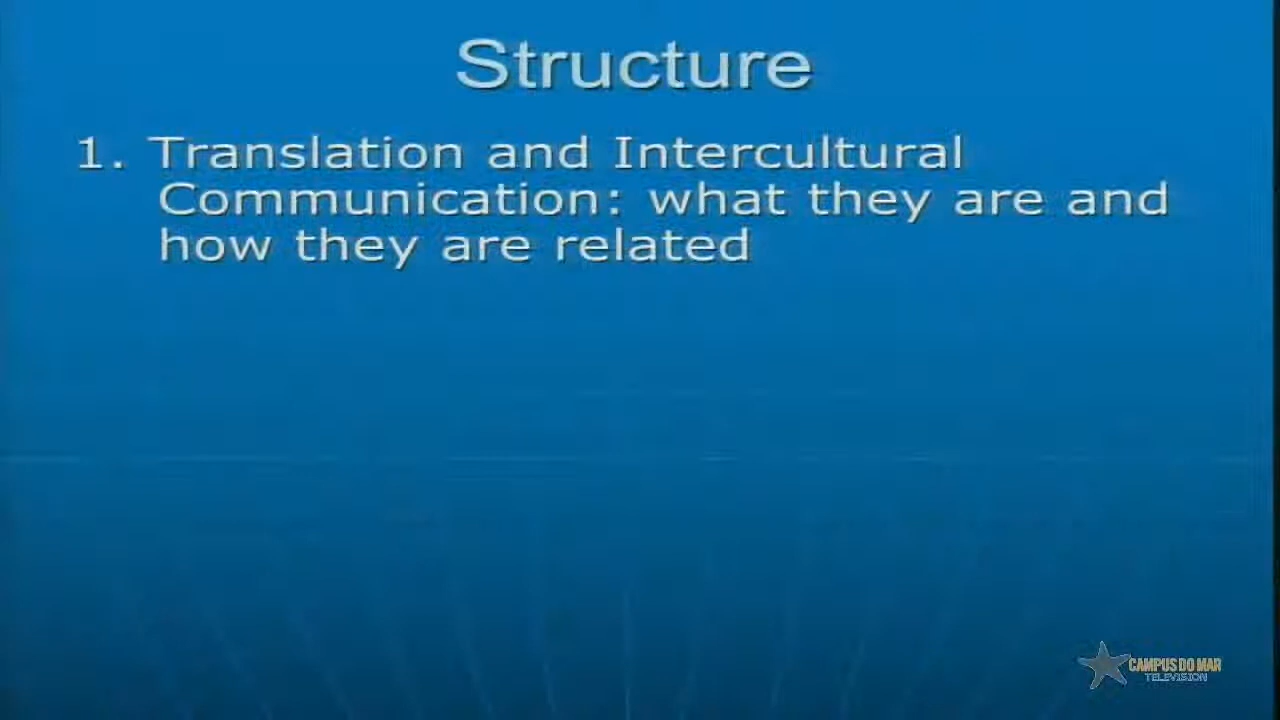 Structure
1. Translation and Intercultural
Communication: what they are and
how they are related
CAMPUS DO MAR
TELEVISION